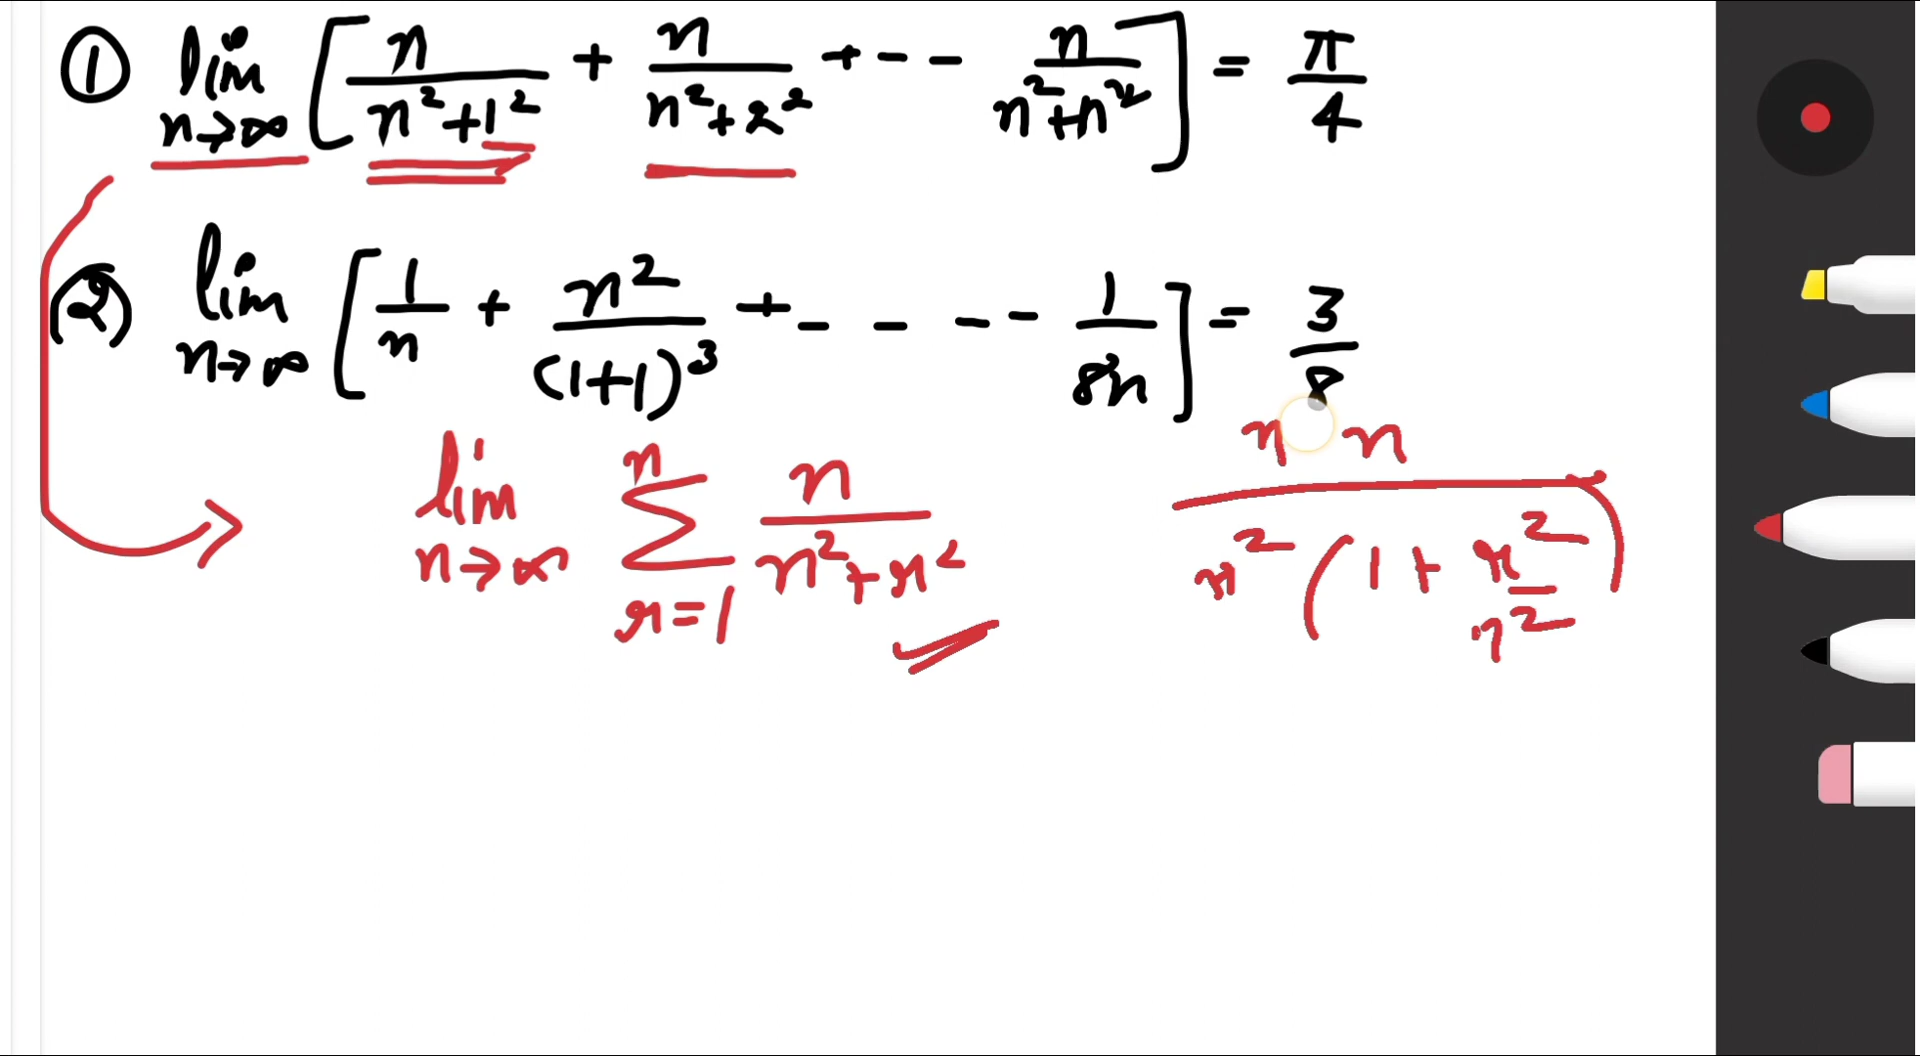 ① lim n→∞ [ n/(n²+1²) + n/(n²+2²) + - - n/(n²+n²) ] = π/4
(2) lim n→∞ [ 1/n + n²/(1+1)³ + - - - - 1/8n ] = 3/8
lim n→∞ Σ r=1 n n/(n²+r²)
n n / n² (1 + r²/n²)